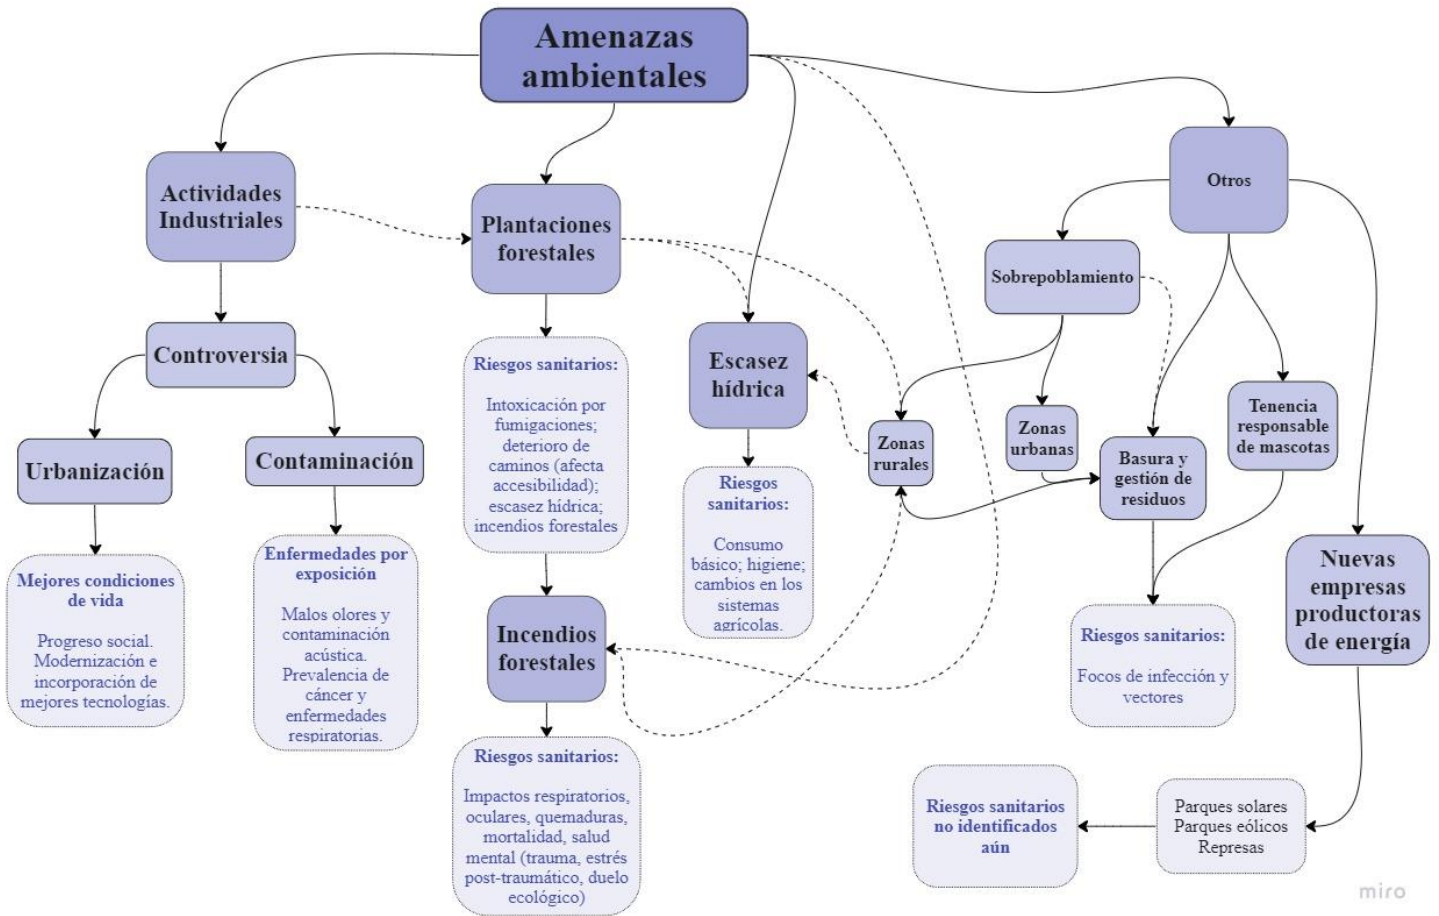 Amenazas
ambientales
Actividades
Industriales
Plantaciones
forestales
Otros
Sobrepoblamiento
Controversia
Escasez
hídrica
Urbanización
Contaminación
Riesgos sanitarios:
Intoxicación por
fumigaciones;
deterioro de
caminos (afecta
accesibilidad);
escasez hídrica;
incendios forestales
Zonas
rurales
Zonas
urbanas
Basura y
gestión de
residuos
Tenencia
responsable
de mascotas
Mejores condiciones
de vida
Progreso social.
Modernización e
incorporación de
mejores tecnologías.
Enfermedades por
exposición
Malos olores y
contaminación
acústica.
Prevalencia de
cáncer y
enfermedades
respiratorias.
Riesgos
sanitarios:
Consumo
básico; higiene;
cambios en los
sistemas
agrícolas.
Incendios
forestales
Riesgos sanitarios:
Focos de infección y
vectores
Nuevas
empresas
productoras
de energía
Riesgos sanitarios:
Impactos respiratorios,
oculares, quemaduras,
mortalidad, salud
mental (trauma, estrés
post-traumático, duelo
ecológico)
Riesgos sanitarios
no identificados
aún
Parques solares
Parques eólicos
Represas
miro